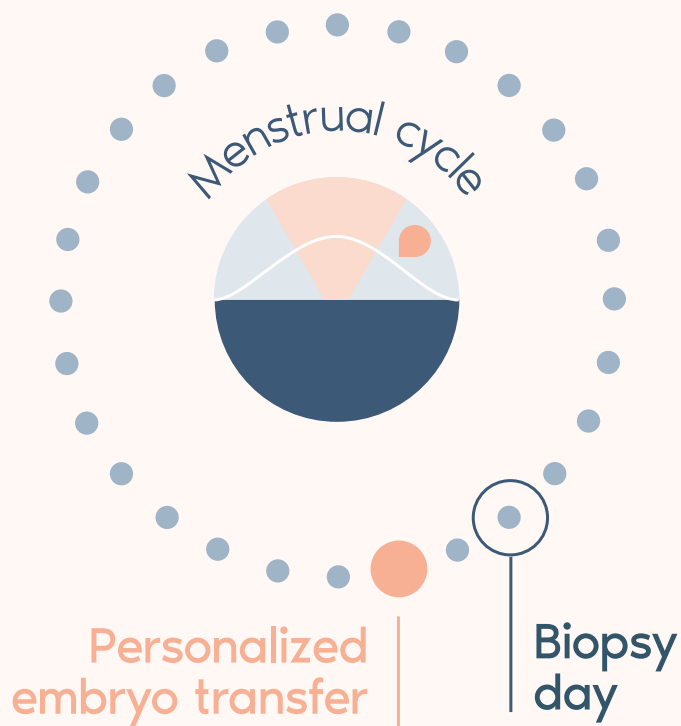 Menstrual cycle
Personalized
embryo transfer
Biopsy
day